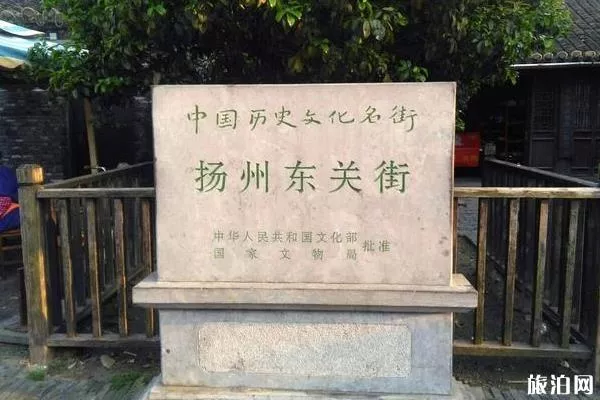 中国历史文化名街
扬州东关街
中华人民共和国文化部
国家文物局
批准
旅泊网